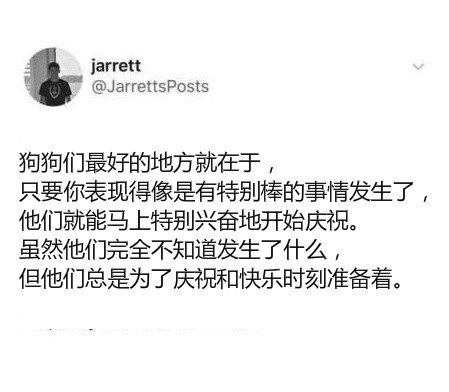 jarrett
@JarrettsPosts
狗狗们最好的地方就在于，
只要你表现得像是有特别棒的事情发生了，
他们就能马上特别兴奋地开始庆祝。
虽然他们完全不知道发生了什么，
但他们总是为了庆祝和快乐时刻准备着。